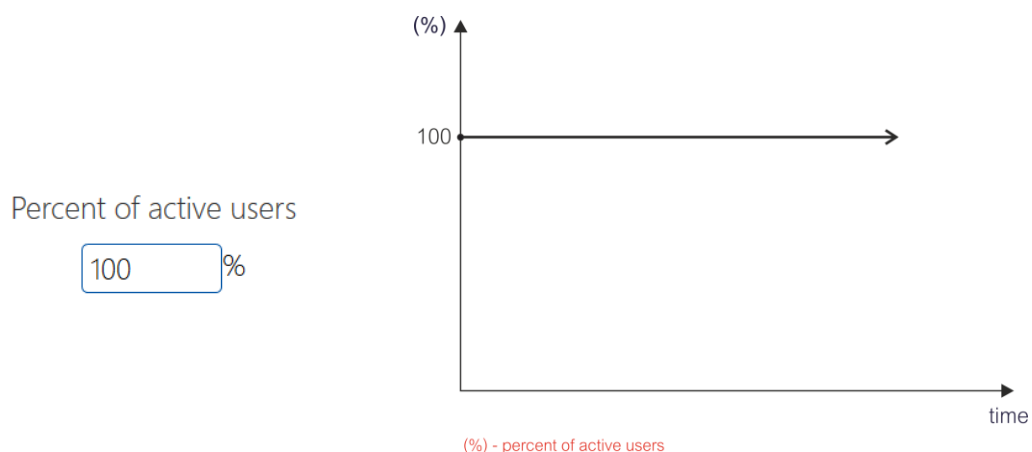 (%)
100
Percent of active users
100 %
time
(%) - percent of active users